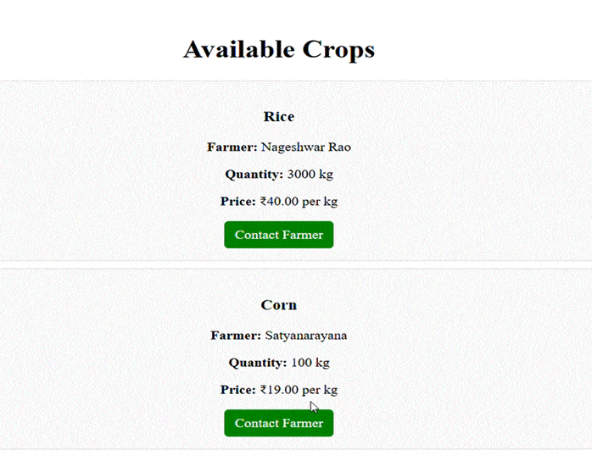 Available Crops
Rice
Farmer: Nageshwar Rao
Quantity: 3000 kg
Price: ₹40.00 per kg
Contact Farmer
Corn
Farmer: Satyanarayana
Quantity: 100 kg
Price: ₹19.00 per kg
Contact Farmer